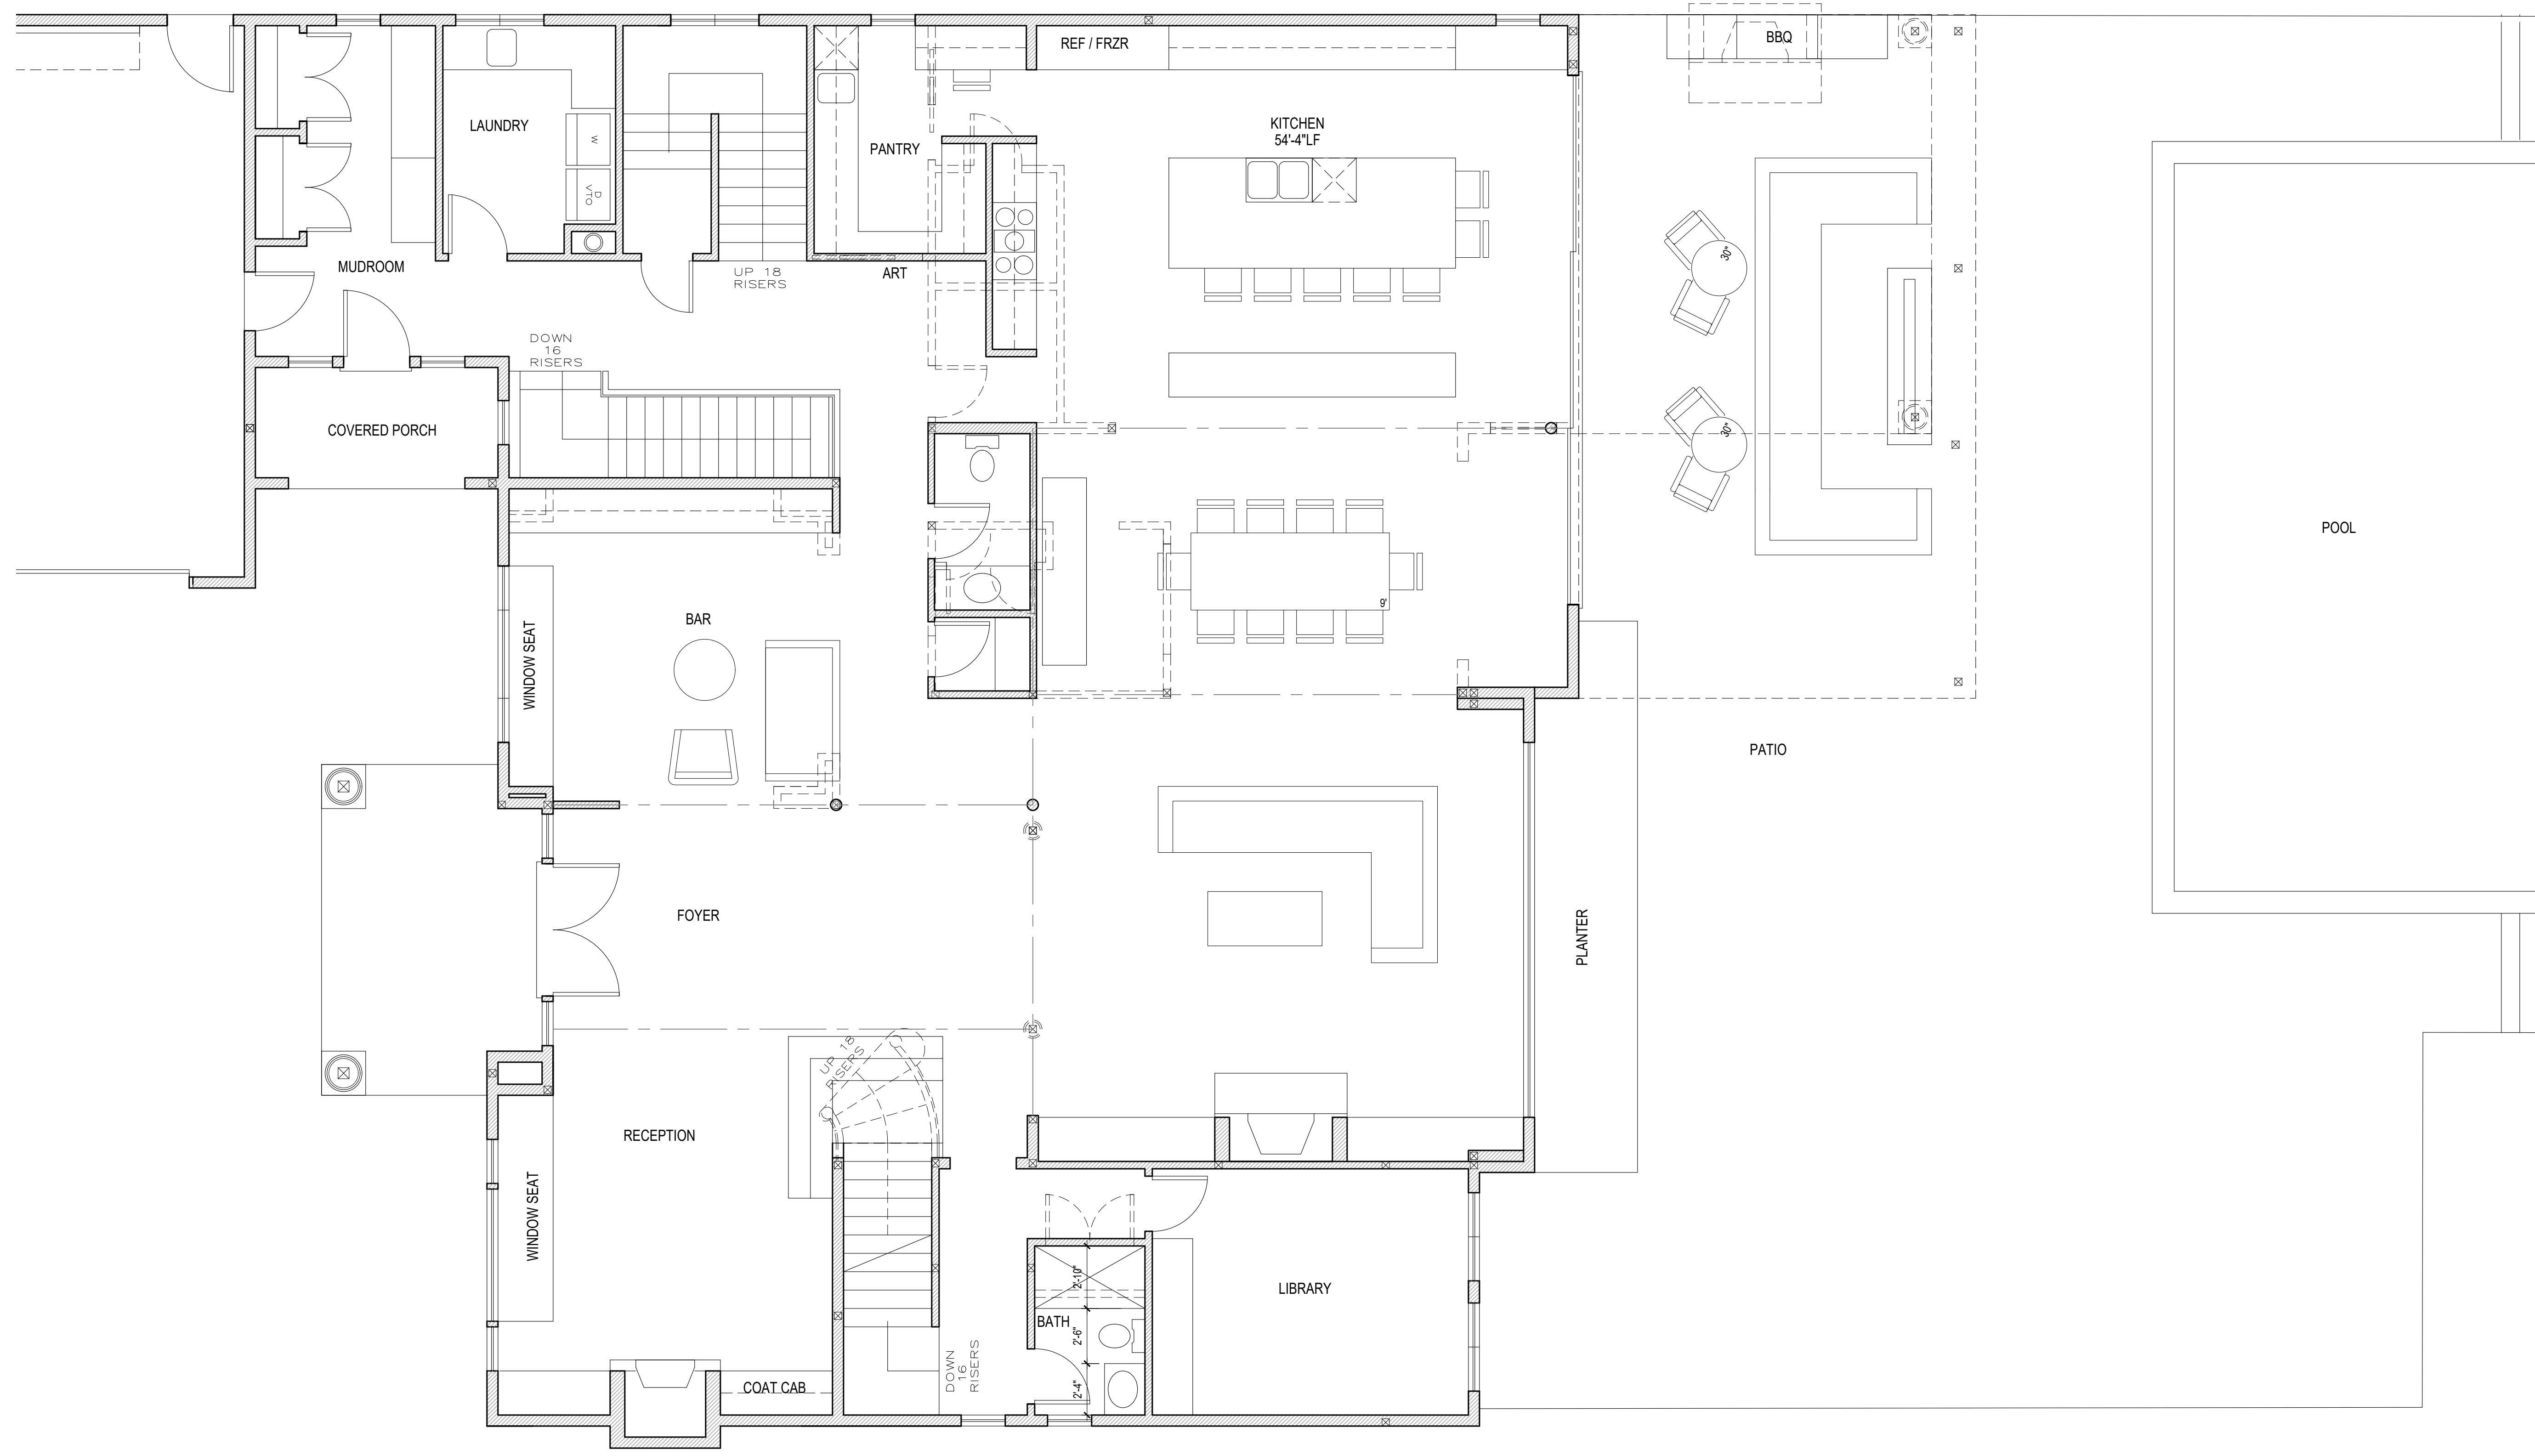 REF / FRZR
BBQ
LAUNDRY
KITCHEN
54'-4"LF
PANTRY
W
D
VTO
MUDROOM
UP 18
RISERS
ART
30"
DOWN
16
RISERS
COVERED PORCH
30"
POOL
BAR
9'
WINDOW SEAT
PATIO
FOYER
PLANTER
UP 18
RISERS
RECEPTION
WINDOW SEAT
2'-10"
LIBRARY
BATH
2'-6"
DOWN
16
RISERS
COAT CAB
2'-4"